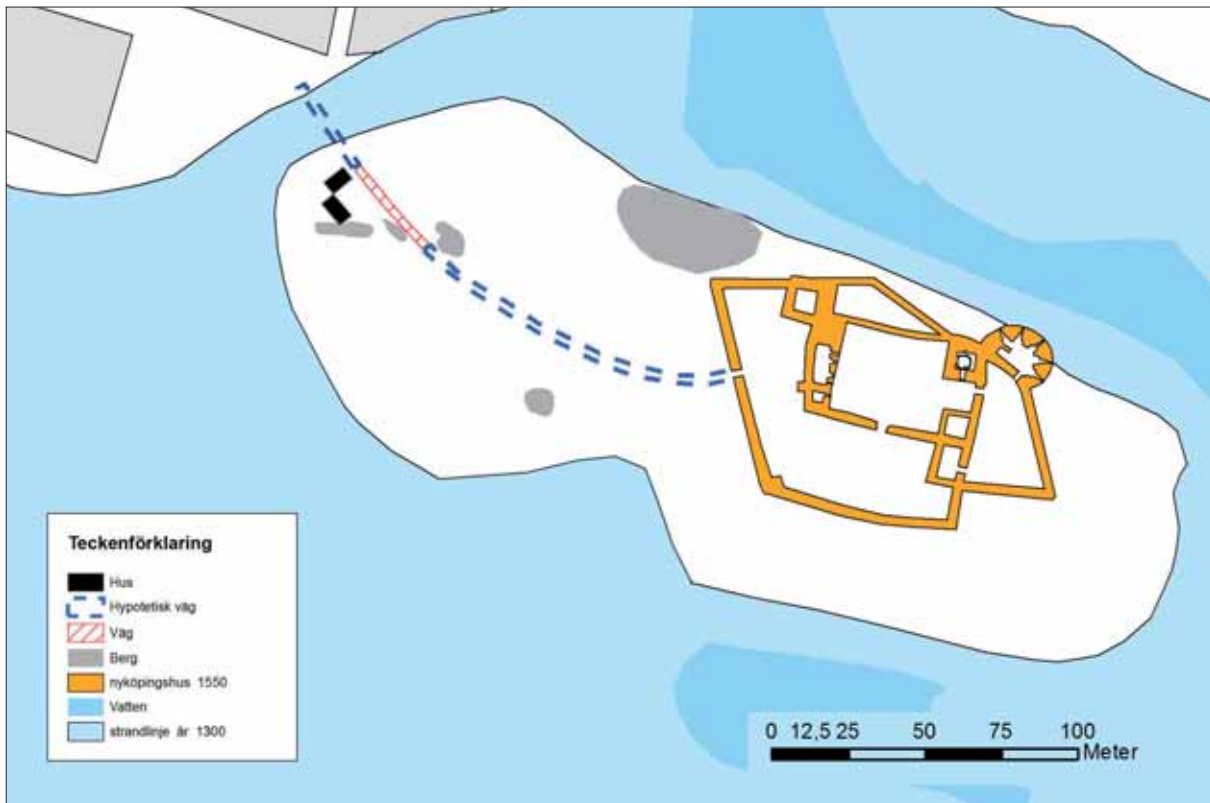 Teckenförklaring
Hus
Hypotetisk väg
Väg
Berg
nyköpingshus 1550
Vatten
strandlinje år 1300
0 12,5 25 50 75 100
Meter